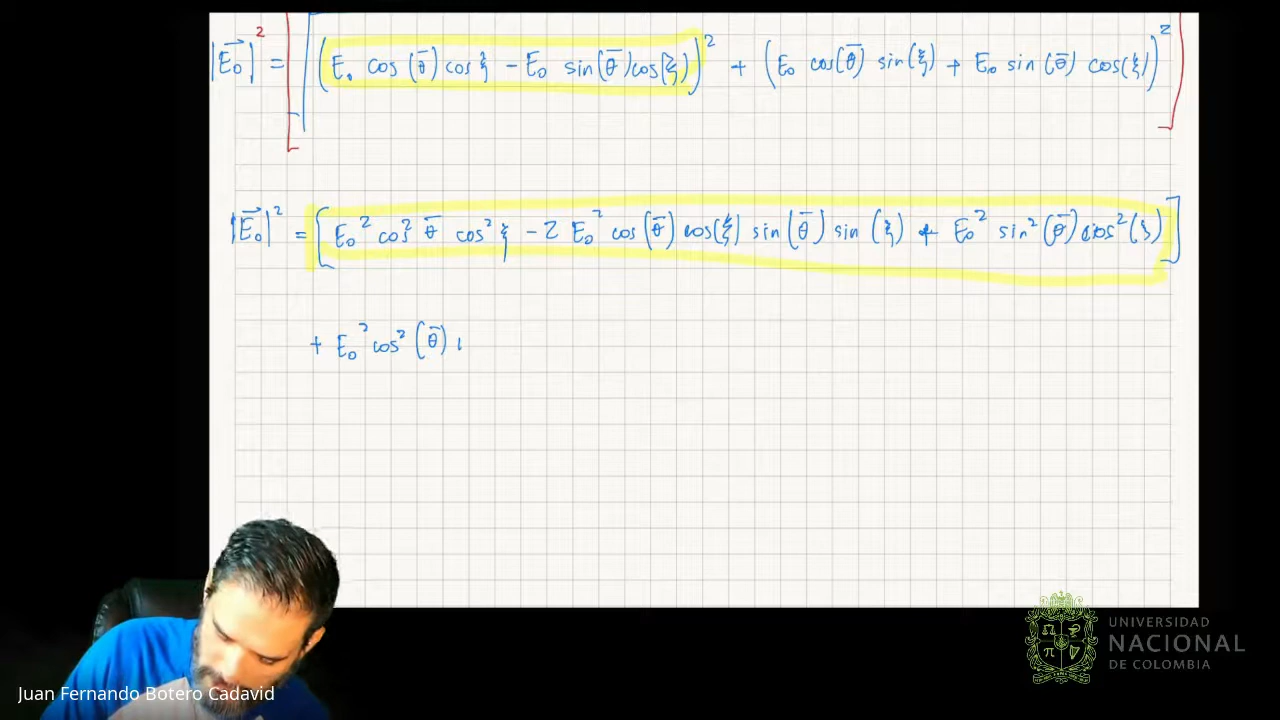 |E₀⃗|² = [[(E₀ cos(θ̄) cos ξ − E₀ sin(θ̄) cos(ξ))² + (E₀ cos(θ̄) sin(ξ) + E₀ sin(θ̄) cos(ξ))²]
|E₀⃗|² = [E₀² cos² θ̄ cos² ξ − 2 E₀² cos(θ̄) cos(ξ) sin(θ̄) sin(ξ) + E₀² sin²(θ̄) cos²(ξ)]
+ E₀² cos²(θ̄)
UNIVERSIDAD
NACIONAL
DE COLOMBIA
Juan Fernando Botero Cadavid